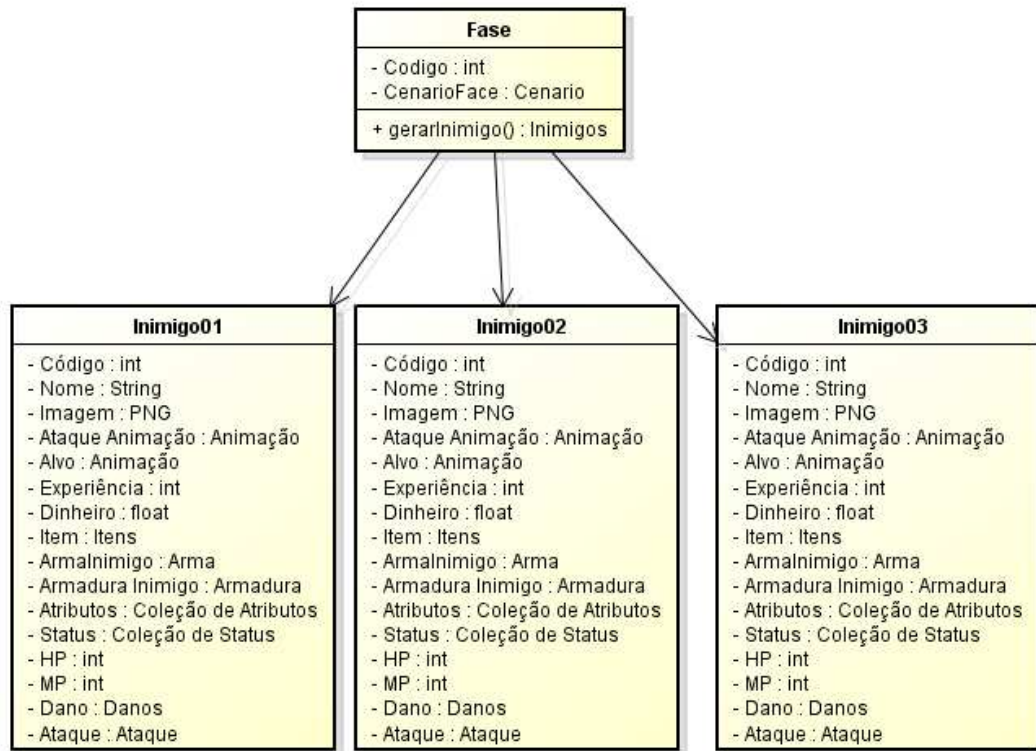 Fase
- Codigo : int
- CenarioFace : Cenario
+ gerarInimigo() : Inimigos
Inimigo01
- Código : int
- Nome : String
- Imagem : PNG
- Ataque Animação : Animação
- Alvo : Animação
- Experiência : int
- Dinheiro : float
- Item : Itens
- ArmaInimigo : Arma
- Armadura Inimigo : Armadura
- Atributos : Coleção de Atributos
- Status : Coleção de Status
- HP : int
- MP : int
- Dano : Danos
- Ataque : Ataque
Inimigo02
- Código : int
- Nome : String
- Imagem : PNG
- Ataque Animação : Animação
- Alvo : Animação
- Experiência : int
- Dinheiro : float
- Item : Itens
- ArmaInimigo : Arma
- Armadura Inimigo : Armadura
- Atributos : Coleção de Atributos
- Status : Coleção de Status
- HP : int
- MP : int
- Dano : Danos
- Ataque : Ataque
Inimigo03
- Código : int
- Nome : String
- Imagem : PNG
- Ataque Animação : Animação
- Alvo : Animação
- Experiência : int
- Dinheiro : float
- Item : Itens
- ArmaInimigo : Arma
- Armadura Inimigo : Armadura
- Atributos : Coleção de Atributos
- Status : Coleção de Status
- HP : int
- MP : int
- Dano : Danos
- Ataque : Ataque